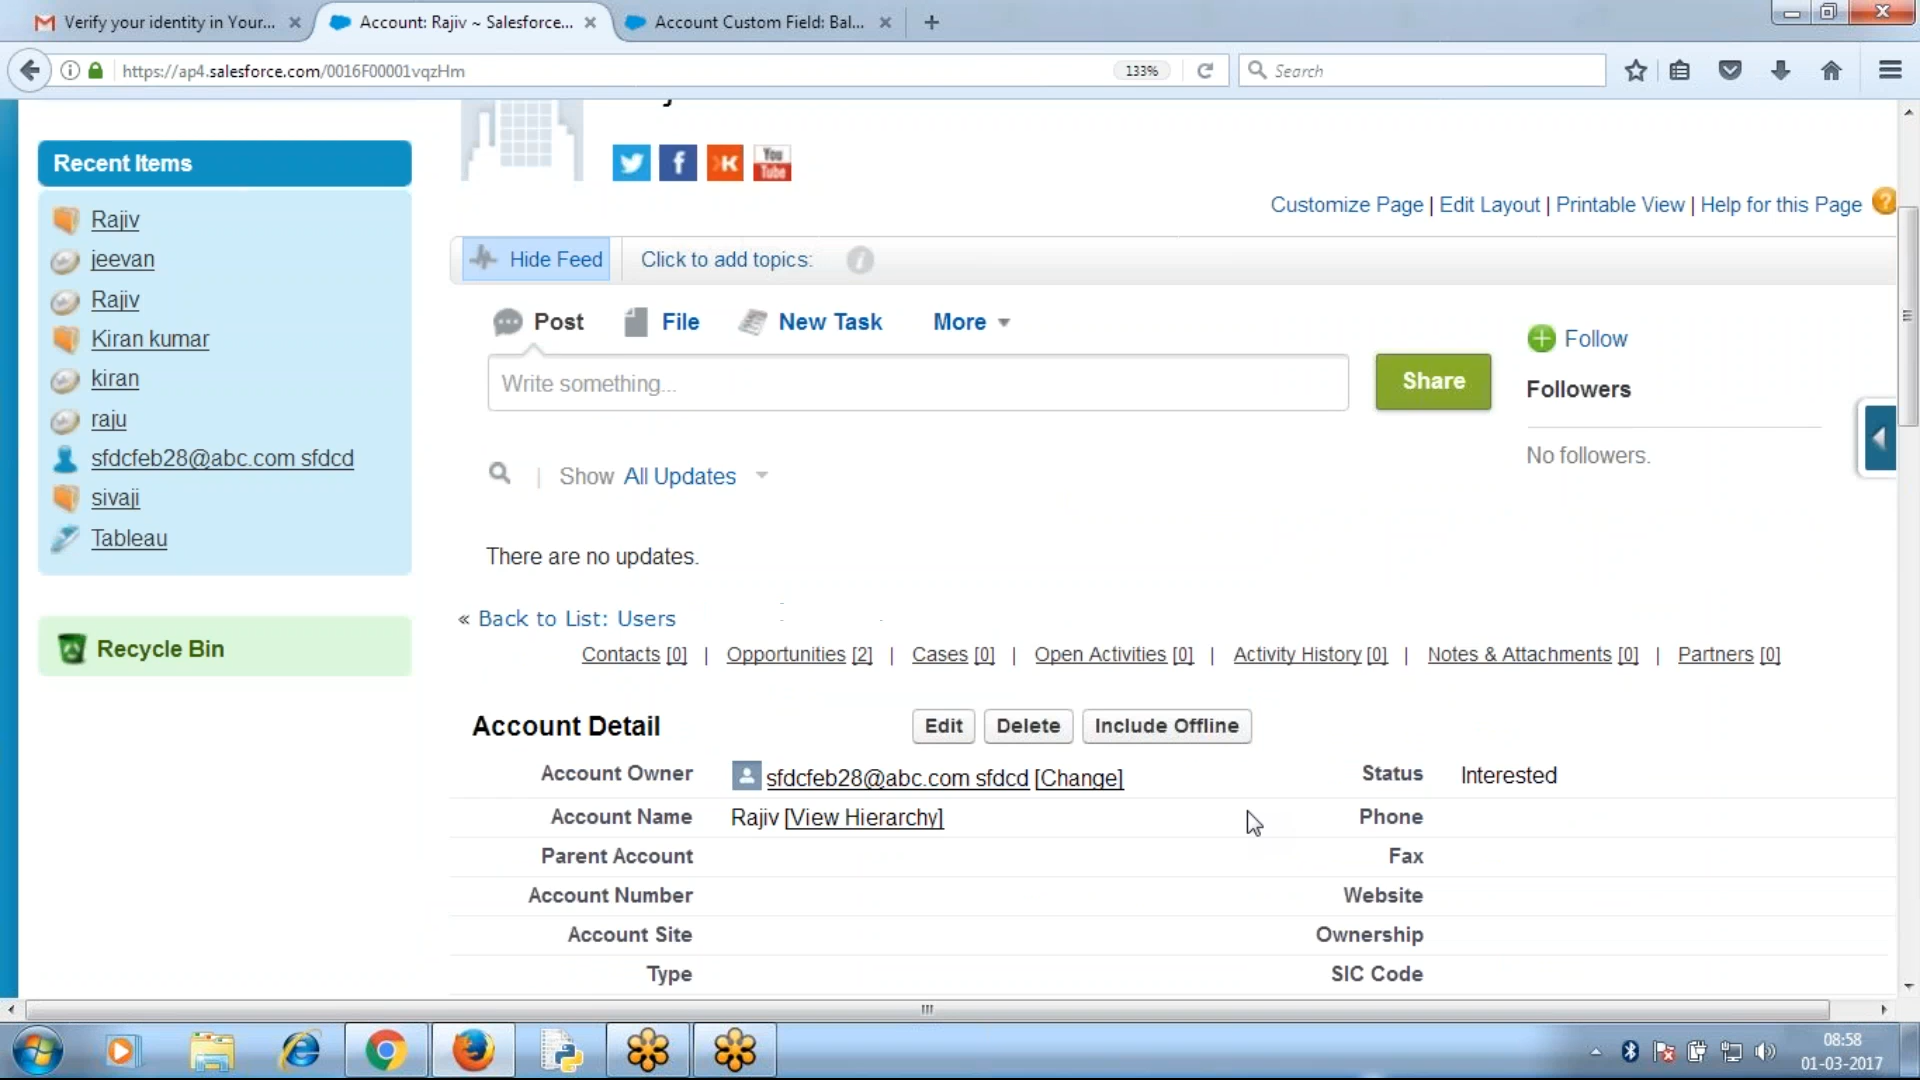 Verify your identity in Your...
Account: Rajiv ~ Salesforce...
Account Custom Field: Bal...
https://ap4.salesforce.com/0016F00001vqzHm
133%
Search
Recent Items
Rajiv
jeevan
Rajiv
Kiran kumar
kiran
raju
sfdcfeb28@abc.com sfdcd
sivaji
Tableau
Recycle Bin
You Tube
Customize Page | Edit Layout | Printable View | Help for this Page
Hide Feed
Click to add topics:
Post
File
New Task
More
Write something...
Share
Follow
Followers
No followers.
Show All Updates
There are no updates.
« Back to List: Users
Contacts [0] | Opportunities [2] | Cases [0] | Open Activities [0] | Activity History [0] | Notes & Attachments [0] | Partners [0]
Account Detail
Edit
Delete
Include Offline
Account Owner sfdcfeb28@abc.com sfdcd [Change]
Status Interested
Account Name Rajiv [View Hierarchy]
Phone
Parent Account
Fax
Account Number
Website
Account Site
Ownership
Type
SIC Code
08:58
01-03-2017